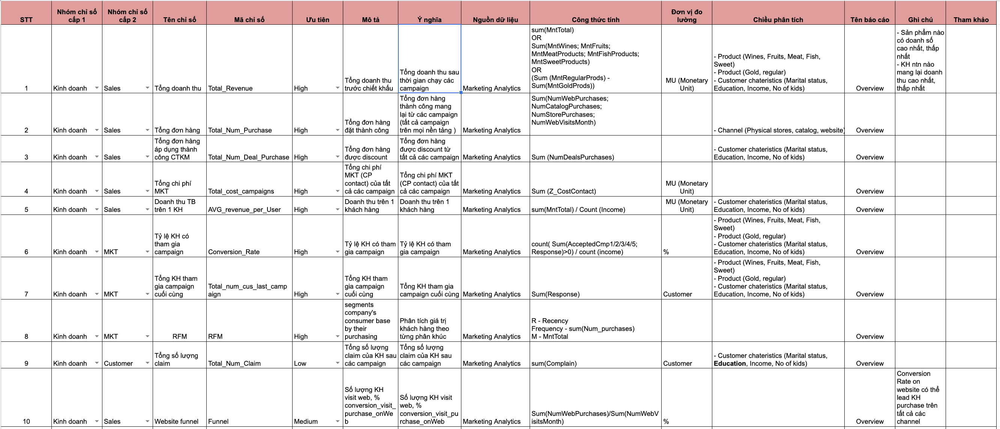 STT
Nhóm chỉ số
cấp 1
Nhóm chỉ số
cấp 2
Tên chỉ số
Mã chỉ số
Ưu tiên
Mô tả
Ý nghĩa
Nguồn dữ liệu
Công thức tính
Đơn vị đo
lường
Chiều phân tích
Tên báo cáo
Ghi chú
Tham khảo
1
Kinh doanh
Sales
Tổng doanh thu
Total_Revenue
High
Tổng doanh thu
trước chiết khấu
Tổng doanh thu sau
thời gian chạy các
campaign
Marketing Analytics
sum(MntTotal)
OR
Sum(MntWines; MntFruits;
MntMeatProducts; MntFishProducts;
MntSweetProducts)
OR
(Sum (MntRegularProds) -
Sum(MntGoldProds))
MU (Monetary
Unit)
- Product (Wines, Fruits, Meat, Fish,
Sweet)
- Product (Gold, regular)
- Customer chateristics (Marital status,
Education, Income, No of kids)
Overview
- Sản phẩm nào
có doanh số
cao nhất, thấp
nhất
- KH ntn nào
mang lại doanh
thu cao nhất,
thấp nhất
2
Kinh doanh
Sales
Tổng đơn hàng
Total_Num_Purchase
High
Tổng đơn hàng
đặt thành công
Tổng đơn hàng
thành công mang
lại từ các campaign
(tất cả campaign
trên mọi nền tảng )
Marketing Analytics
Sum(NumWebPurchases;
NumCatalogPurchases;
NumStorePurchases;
NumWebVisitsMonth)
- Channel (Physical stores, catalog, website)
Overview
3
Kinh doanh
Sales
Tổng đơn hàng
áp dụng thành
công CTKM
Total_Num_Deal_Purchase
High
Tổng đơn hàng
được discount
Tổng đơn hàng
được discount từ
tất cả các campaign
Marketing Analytics
Sum (NumDealsPurchases)
- Customer chateristics (Marital status,
Education, Income, No of kids)
Overview
4
Kinh doanh
Sales
Tổng chi phí
MKT
Total_cost_campaigns
High
Tổng chi phí
MKT (CP
contact) của tất
cả các campaign
Tổng chi phí MKT
(CP contact) của tất
cả các campaign
Marketing Analytics
Sum (Z_CostContact)
MU (Monetary
Unit)
Overview
5
Kinh doanh
Sales
Doanh thu TB
trên 1 KH
AVG_revenue_per_User
High
Doanh thu trên 1
khách hàng
Doanh thu trên 1
khách hàng
Marketing Analytics
sum(MntTotal) / Count (Income)
MU (Monetary
Unit)
- Customer chateristics (Marital status,
Education, Income, No of kids)
Overview
6
Kinh doanh
MKT
Tỷ lệ KH có
tham gia
campaign
Conversion_Rate
High
Tỷ lệ KH có tham
gia campaign
Tỷ lệ KH có tham
gia campaign
Marketing Analytics
count( Sum(AcceptedCmp1/2/3/4/5;
Response)>0) / count (income)
%
- Product (Wines, Fruits, Meat, Fish,
Sweet)
- Product (Gold, regular)
- Customer chateristics (Marital status,
Education, Income, No of kids)
Overview
7
Kinh doanh
MKT
Tổng KH tham
gia campaign
cuối cùng
Total_num_cus_last_camp
aign
High
Tổng KH tham
gia campaign
cuối cùng
Tổng KH tham gia
campaign cuối cùng
Marketing Analytics
Sum(Response)
Customer
- Product (Wines, Fruits, Meat, Fish,
Sweet)
- Product (Gold, regular)
- Customer chateristics (Marital status,
Education, Income, No of kids)
Overview
8
Kinh doanh
MKT
RFM
RFM
High
segments
company's
consumer base
by their
purchasing
Phân tích giá trị
khách hàng theo
từng phân khúc
Marketing Analytics
R - Recency
Frequency - sum(Num_purchases)
M - MntTotal
Overview
9
Kinh doanh
Customer
Tổng số lượng
claim
Total_Num_Claim
Low
Tổng số lượng
claim của KH sau
các campaign
Tổng số lượng
claim của KH sau
các campaign
Marketing Analytics
sum(Complain)
Customer
- Customer chateristics (Marital status,
Education, Income, No of kids)
Overview
10
Kinh doanh
Sales
Website funnel
Funnel
Medium
Số lượng KH
visit web, %
conversion_visit_
purchase_onWe
b
Số lượng KH visit
web, %
conversion_visit_pu
rchase_onWeb
Marketing Analytics
Sum(NumWebPurchases)/Sum(NumWebV
isitsMonth)
%
Overview
Conversion
Rate on
website có thể
lead KH
purchase trên
tất cả các
channel